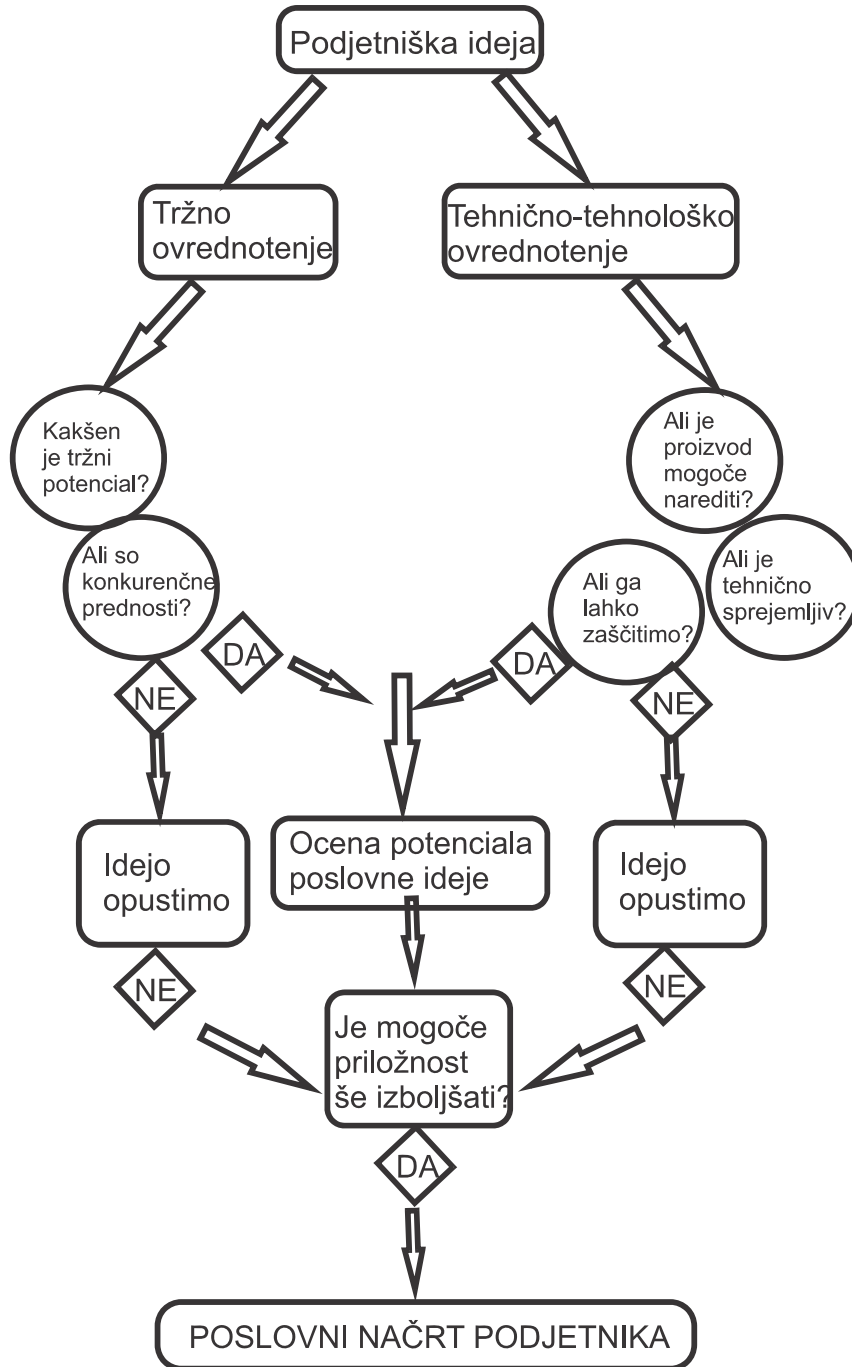 Podjetniška ideja
Tržno
ovrednotenje
Tehnično-tehnološko
ovrednotenje
Kakšen
je tržni
potencial?
Ali je
proizvod
mogoče
narediti?
Ali so
konkurenčne
prednosti?
Ali ga
lahko
zaščitimo?
Ali je
tehnično
sprejemljiv?
DA
NE
DA
NE
Idejo
opustimo
Ocena potenciala
poslovne ideje
Idejo
opustimo
NE
NE
Je mogoče
priložnost
še izboljšati?
DA
POSLOVNI NAČRT PODJETNIKA